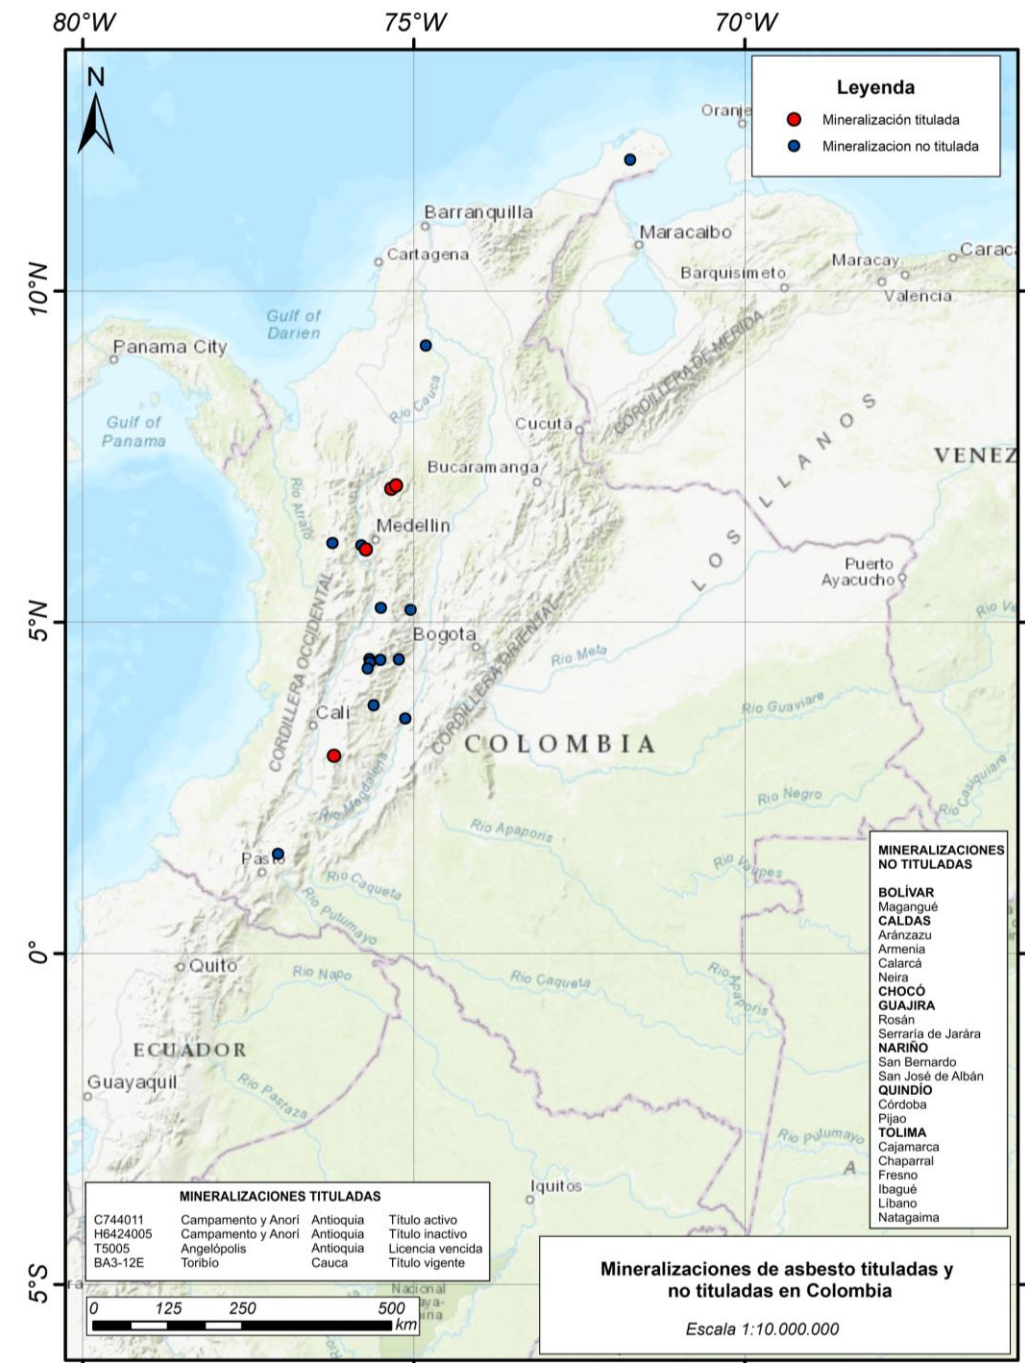 80°W 75°W 70°W
N
Leyenda
Mineralización titulada
Mineralizacion no titulada
Oranje
Barranquilla
Maracaibo
Cartagena
Maracay
Caraca
Barquisimeto
Valencia
10°N
Gulf of
Darien
Panama City
CORDILLERA DE MERIDA
Rio Cauca
Gulf of
Panama
Cucuta
L O S L L A N O S
Bucaramanga
VENEZ
Rio Atrato
Medellin
Puerto
Ayacucho
CORDILLERA OCCIDENTAL
CORDILLERA ORIENTAL
5°N
Bogota
Rio Ve
Rio Meta
Cali
Rio Guaviare
COLOMBIA
Rio Magdalena
Rio Negro
Rio Casiquiare
Rio Apaporis
Pasto
Rio Vaupes
Rio Caqueta
Rio Putumayo
0°
Quito
Rio Napo
Rio Caqueta
Rio Apaporis
ECUADOR
Guayaquil
Rio Pastaza
Rio Putumayo
A
Iquitos
MINERALIZACIONES
NO TITULADAS
BOLÍVAR
Magangué
CALDAS
Aránzazu
Armenia
Calarcá
Neira
CHOCÓ
GUAJIRA
Rosán
Serraría de Jarára
NARIÑO
San Bernardo
San José de Albán
QUINDÍO
Córdoba
Pijao
TOLIMA
Cajamarca
Chaparral
Fresno
Ibagué
Líbano
Natagaima
MINERALIZACIONES TITULADAS
C744011 Campamento y Anorí Antioquia Título activo
H6424005 Campamento y Anorí Antioquia Título inactivo
T5005 Angelópolis Antioquia Licencia vencida
BA3-12E Toribío Cauca Título vigente
5°S
Nacional
0 125 250 500
km
Mineralizaciones de asbesto tituladas y
no tituladas en Colombia
Escala 1:10.000.000